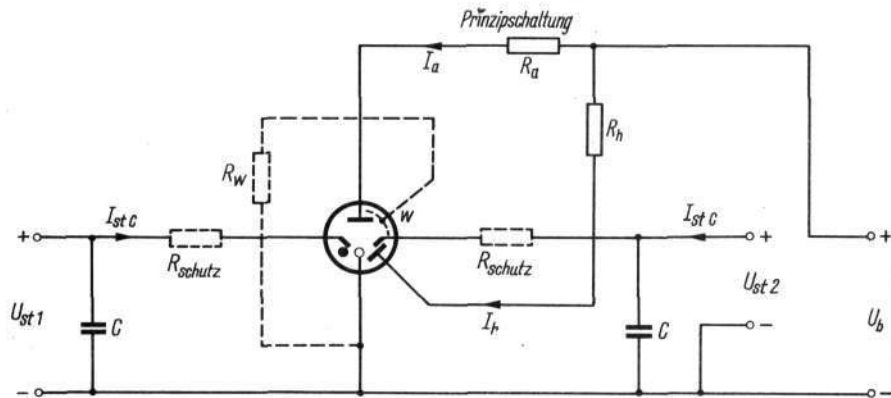 Prinzipschaltung
I_a
R_a
R_h
R_w
w
+
I_st C
R_schutz
R_schutz
I_st C
+
+
U_st 1
C
I_h
C
U_st 2
U_b
-
-
-